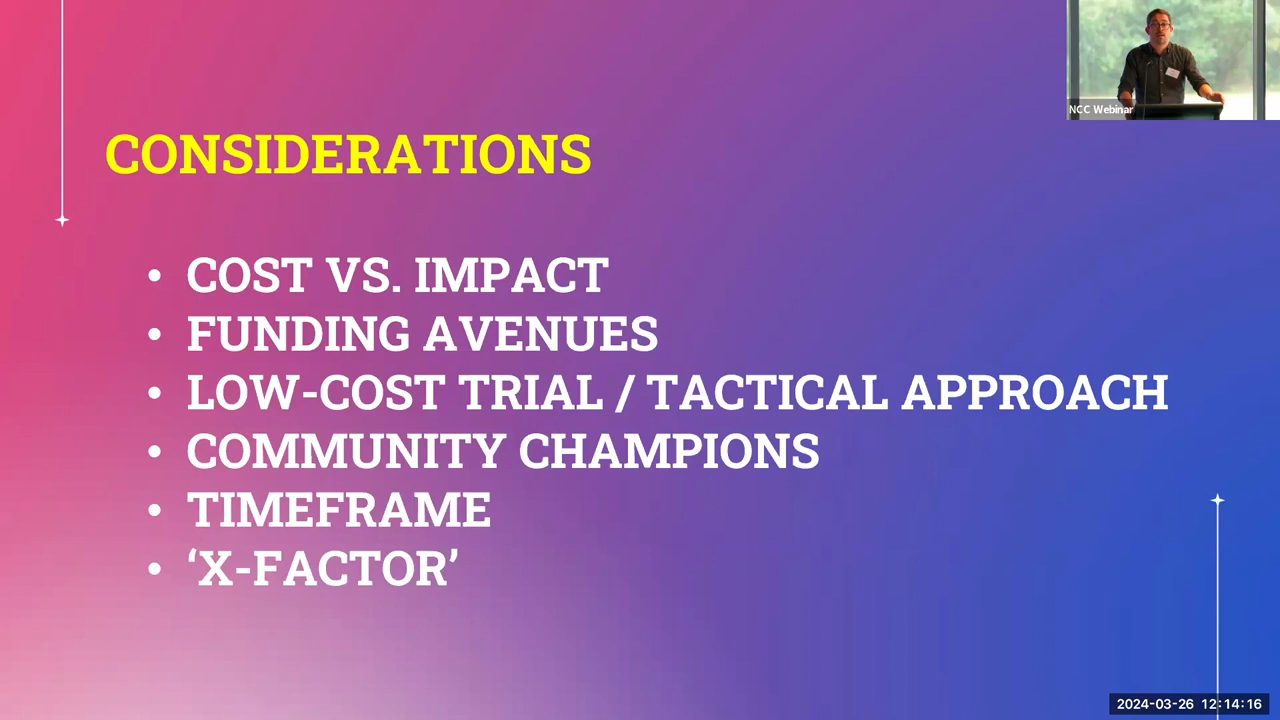 NCC Webinar
CONSIDERATIONS
• COST VS. IMPACT
• FUNDING AVENUES
• LOW-COST TRIAL / TACTICAL APPROACH
• COMMUNITY CHAMPIONS
• TIMEFRAME
• ‘X-FACTOR’
2024-03-26 12:14:16